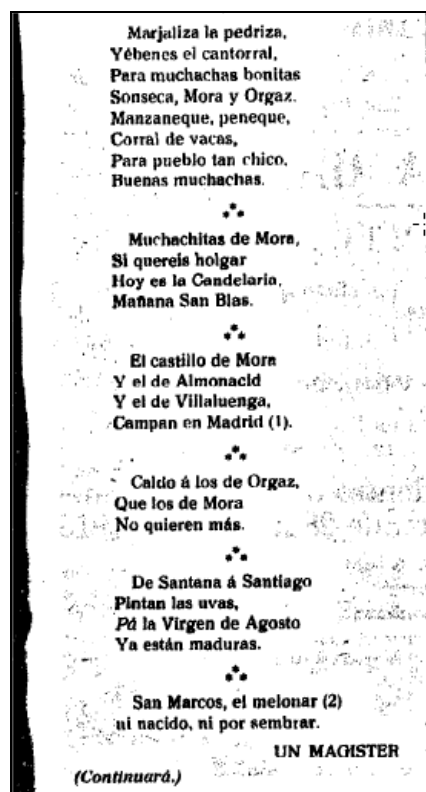 Marjaliza la pedriza,
Yébenes el cantorral,
Para muchachas bonitas
Sonseca, Mora y Orgaz.
Manzaneque, peneque,
Corral de vacas,
Para pueblo tan chico,
Buenas muchachas.
⁂
Muchachitas de Mora,
Si quereis holgar
Hoy es la Candelaria,
Mañana San Blas.
⁂
El castillo de Mora
Y el de Almonacid
Y el de Villaluenga,
Campan en Madrid (1).
⁂
Caldo á los de Orgaz,
Que los de Mora
No quieren más.
⁂
De Santana á Santiago
Pintan las uvas,
Pá la Virgen de Agosto
Ya están maduras.
⁂
San Marcos, el melonar (2)
ni nacido, ni por sembrar.
UN MAGISTER
(Continuará.)